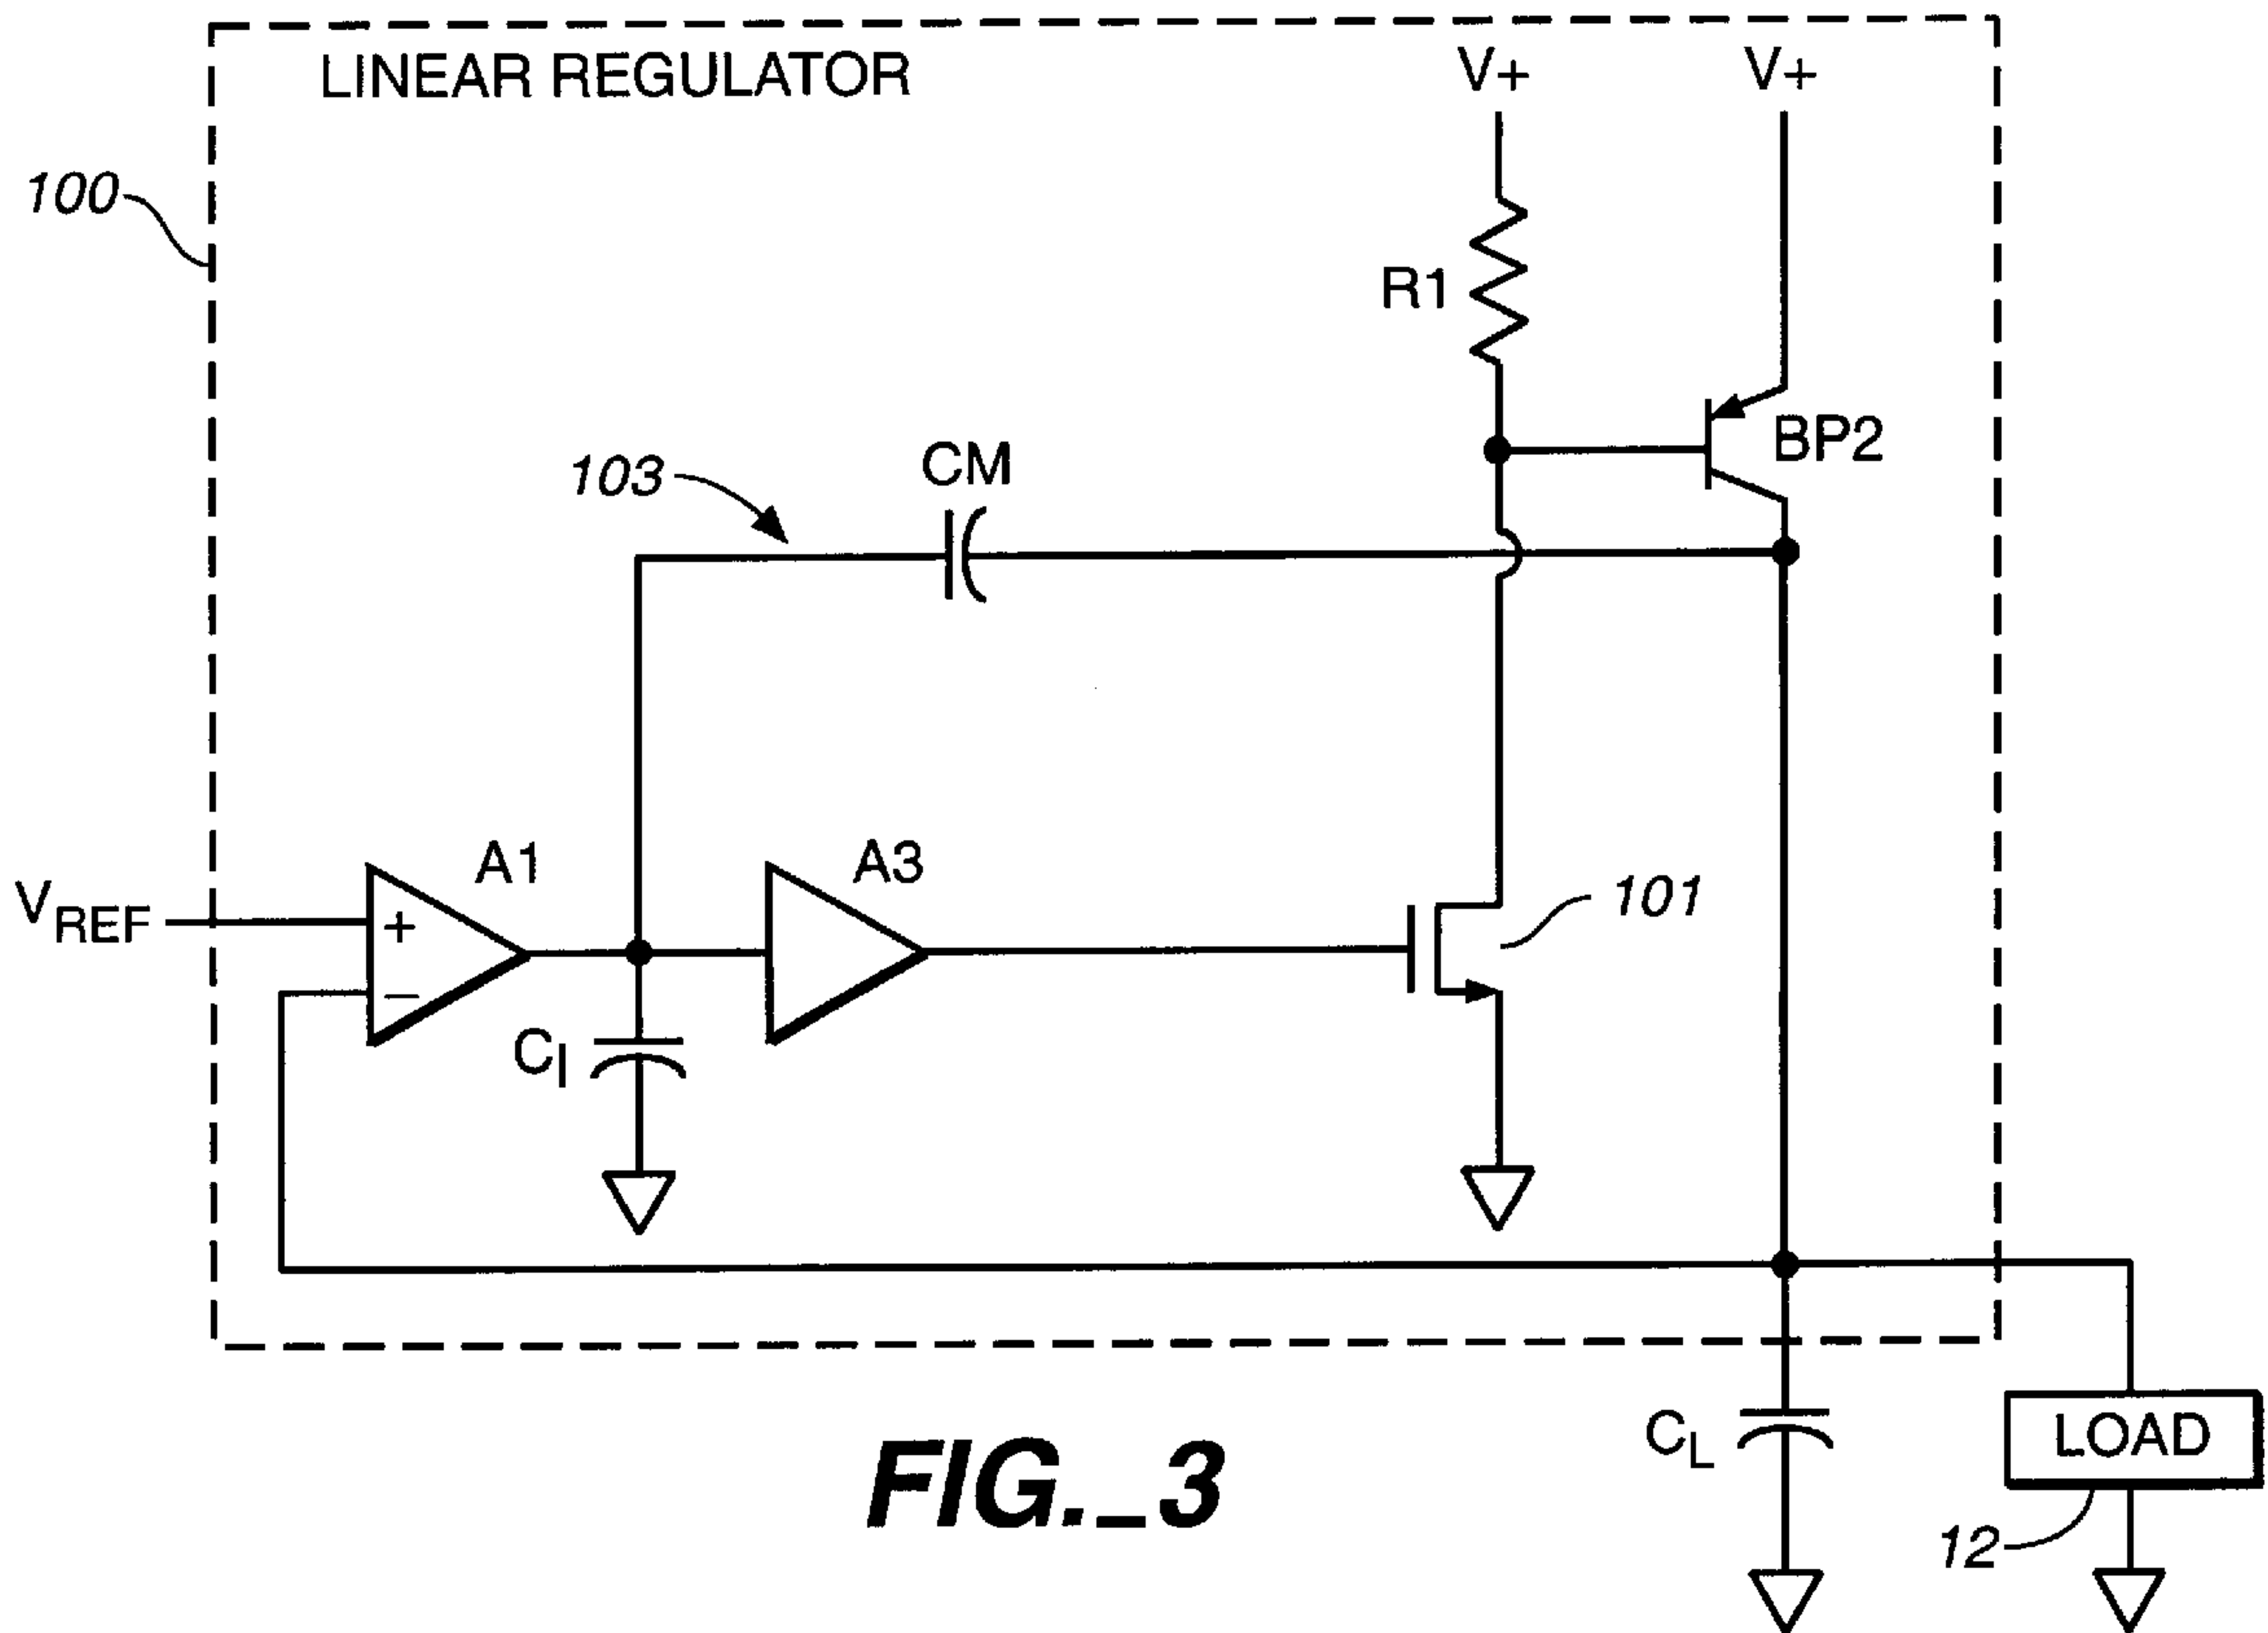 LINEAR REGULATOR
V+
V+
100
R1
BP2
CM
103
A1
A3
101
VREF
+
−
CI
CL
LOAD
12
FIG._3